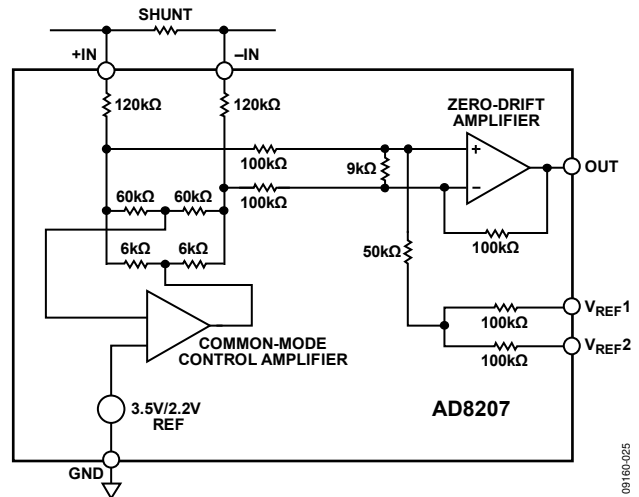 SHUNT
+IN
–IN
120kΩ
120kΩ
ZERO-DRIFT
AMPLIFIER
100kΩ
9kΩ
+
–
OUT
100kΩ
60kΩ
60kΩ
6kΩ
6kΩ
50kΩ
100kΩ
VREF1
100kΩ
VREF2
100kΩ
COMMON-MODE
CONTROL AMPLIFIER
3.5V/2.2V
REF
AD8207
GND
09160-025